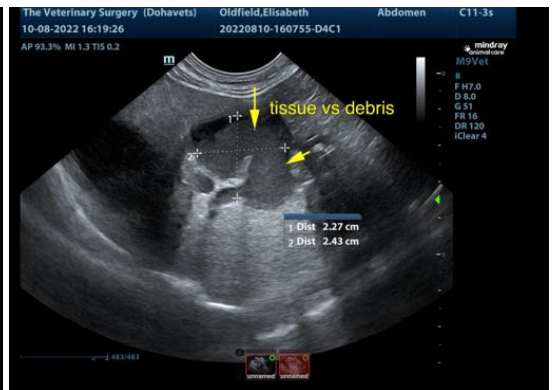 The Veterinary Surgery (Dohavets) Oldfield,Elisabeth Abdomen C11-3s
10-08-2022 16:19:26 20220810-160755-D4C1
AP 93.3% MI 1.3 TIS 0.2
m
mindray
animal care
M9Vet
B
F H7.0
D 8.0
G 51
FR 16
DR 120
iClear 4
tissue vs debris
1
2
1 Dist 2.27 cm
2 Dist 2.43 cm
483/483
unnamed unnamed